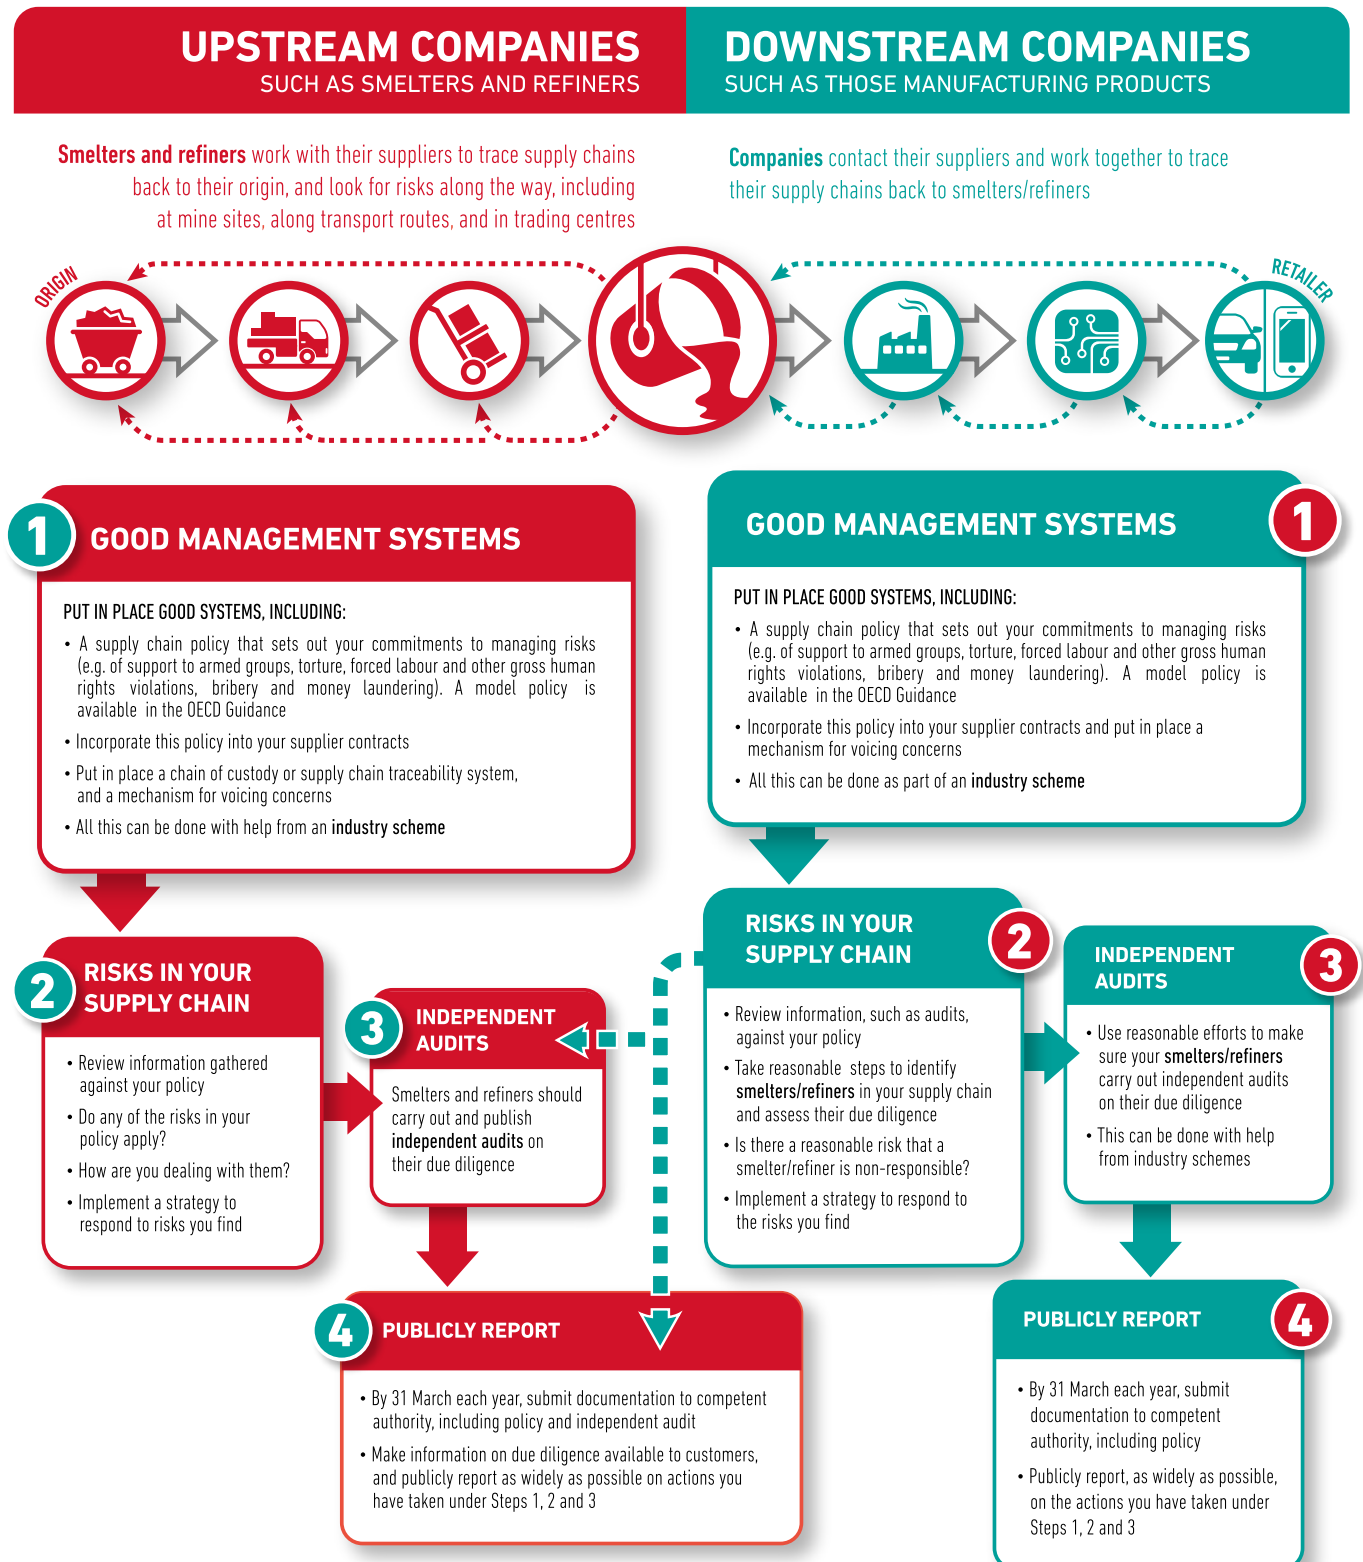 UPSTREAM COMPANIES
SUCH AS SMELTERS AND REFINERS
DOWNSTREAM COMPANIES
SUCH AS THOSE MANUFACTURING PRODUCTS
Smelters and refiners work with their suppliers to trace supply chains
back to their origin, and look for risks along the way, including
at mine sites, along transport routes, and in trading centres
Companies contact their suppliers and work together to trace
their supply chains back to smelters/refiners
ORIGIN
RETAILER
1
GOOD MANAGEMENT SYSTEMS
PUT IN PLACE GOOD SYSTEMS, INCLUDING:
• A supply chain policy that sets out your commitments to managing risks
(e.g. of support to armed groups, torture, forced labour and other gross human
rights violations, bribery and money laundering). A model policy is
available in the OECD Guidance
• Incorporate this policy into your supplier contracts
• Put in place a chain of custody or supply chain traceability system,
and a mechanism for voicing concerns
• All this can be done with help from an industry scheme
GOOD MANAGEMENT SYSTEMS
1
PUT IN PLACE GOOD SYSTEMS, INCLUDING:
• A supply chain policy that sets out your commitments to managing risks
(e.g. of support to armed groups, torture, forced labour and other gross human
rights violations, bribery and money laundering). A model policy is
available in the OECD Guidance
• Incorporate this policy into your supplier contracts and put in place a
mechanism for voicing concerns
• All this can be done as part of an industry scheme
2
RISKS IN YOUR
SUPPLY CHAIN
• Review information gathered
against your policy
• Do any of the risks in your
policy apply?
• How are you dealing with them?
• Implement a strategy to
respond to risks you find
3
INDEPENDENT
AUDITS
Smelters and refiners should
carry out and publish
independent audits on
their due diligence
RISKS IN YOUR
SUPPLY CHAIN
2
• Review information, such as audits,
against your policy
• Take reasonable steps to identify
smelters/refiners in your supply chain
and assess their due diligence
• Is there a reasonable risk that a
smelter/refiner is non-responsible?
• Implement a strategy to respond to
the risks you find
INDEPENDENT
AUDITS
3
• Use reasonable efforts to make
sure your smelters/refiners
carry out independent audits
on their due diligence
• This can be done with help
from industry schemes
4
PUBLICLY REPORT
• By 31 March each year, submit documentation to competent
authority, including policy and independent audit
• Make information on due diligence available to customers,
and publicly report as widely as possible on actions you
have taken under Steps 1, 2 and 3
PUBLICLY REPORT
4
• By 31 March each year, submit
documentation to competent
authority, including policy
• Publicly report, as widely as possible,
on the actions you have taken under
Steps 1, 2 and 3